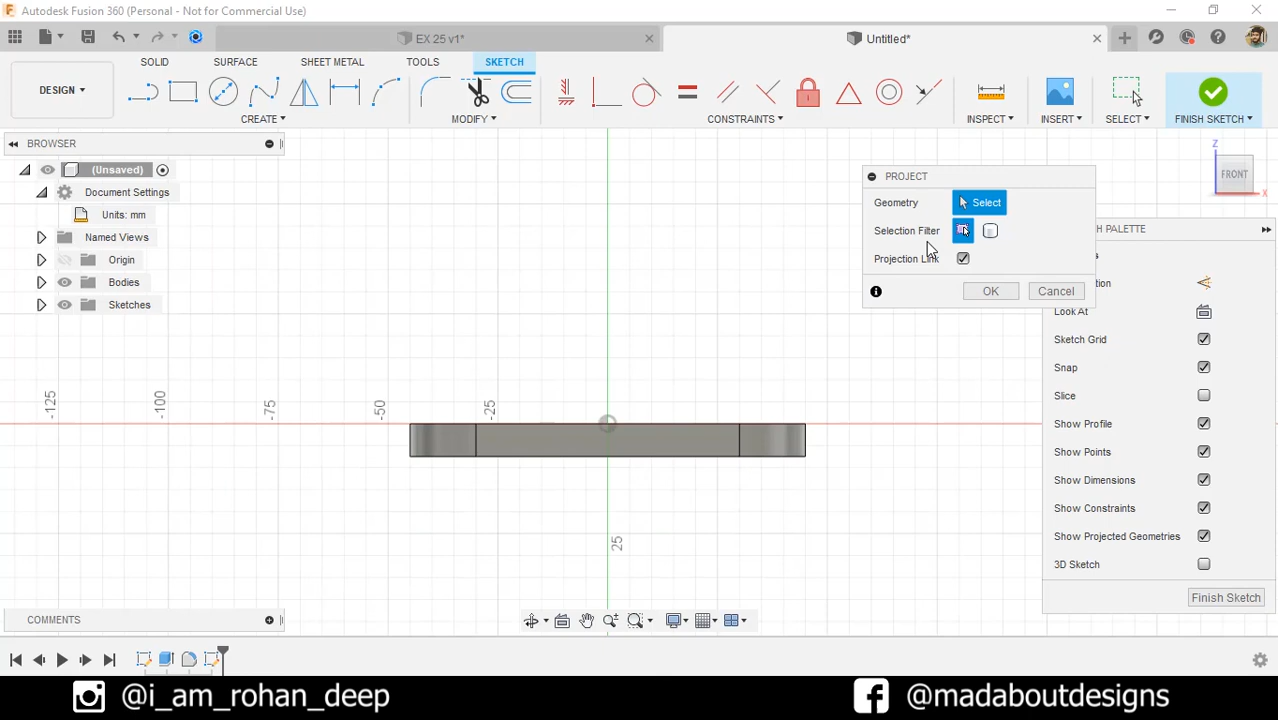 Autodesk Fusion 360 (Personal - Not for Commercial Use)
EX 25 v1*
Untitled*
DESIGN
SOLID
SURFACE
SHEET METAL
TOOLS
SKETCH
CREATE
MODIFY
CONSTRAINTS
INSPECT
INSERT
SELECT
FINISH SKETCH
BROWSER
(Unsaved)
Document Settings
Units: mm
Named Views
Origin
Bodies
Sketches
Z
FRONT
X
PROJECT
Geometry
Select
Selection Filter
Projection Link
OK
Cancel
H PALETTE
Look At
Sketch Grid
Snap
Slice
Show Profile
Show Points
Show Dimensions
Show Constraints
Show Projected Geometries
3D Sketch
Finish Sketch
-125
-100
-75
-50
-25
25
COMMENTS
@i_am_rohan_deep
@madaboutdesigns